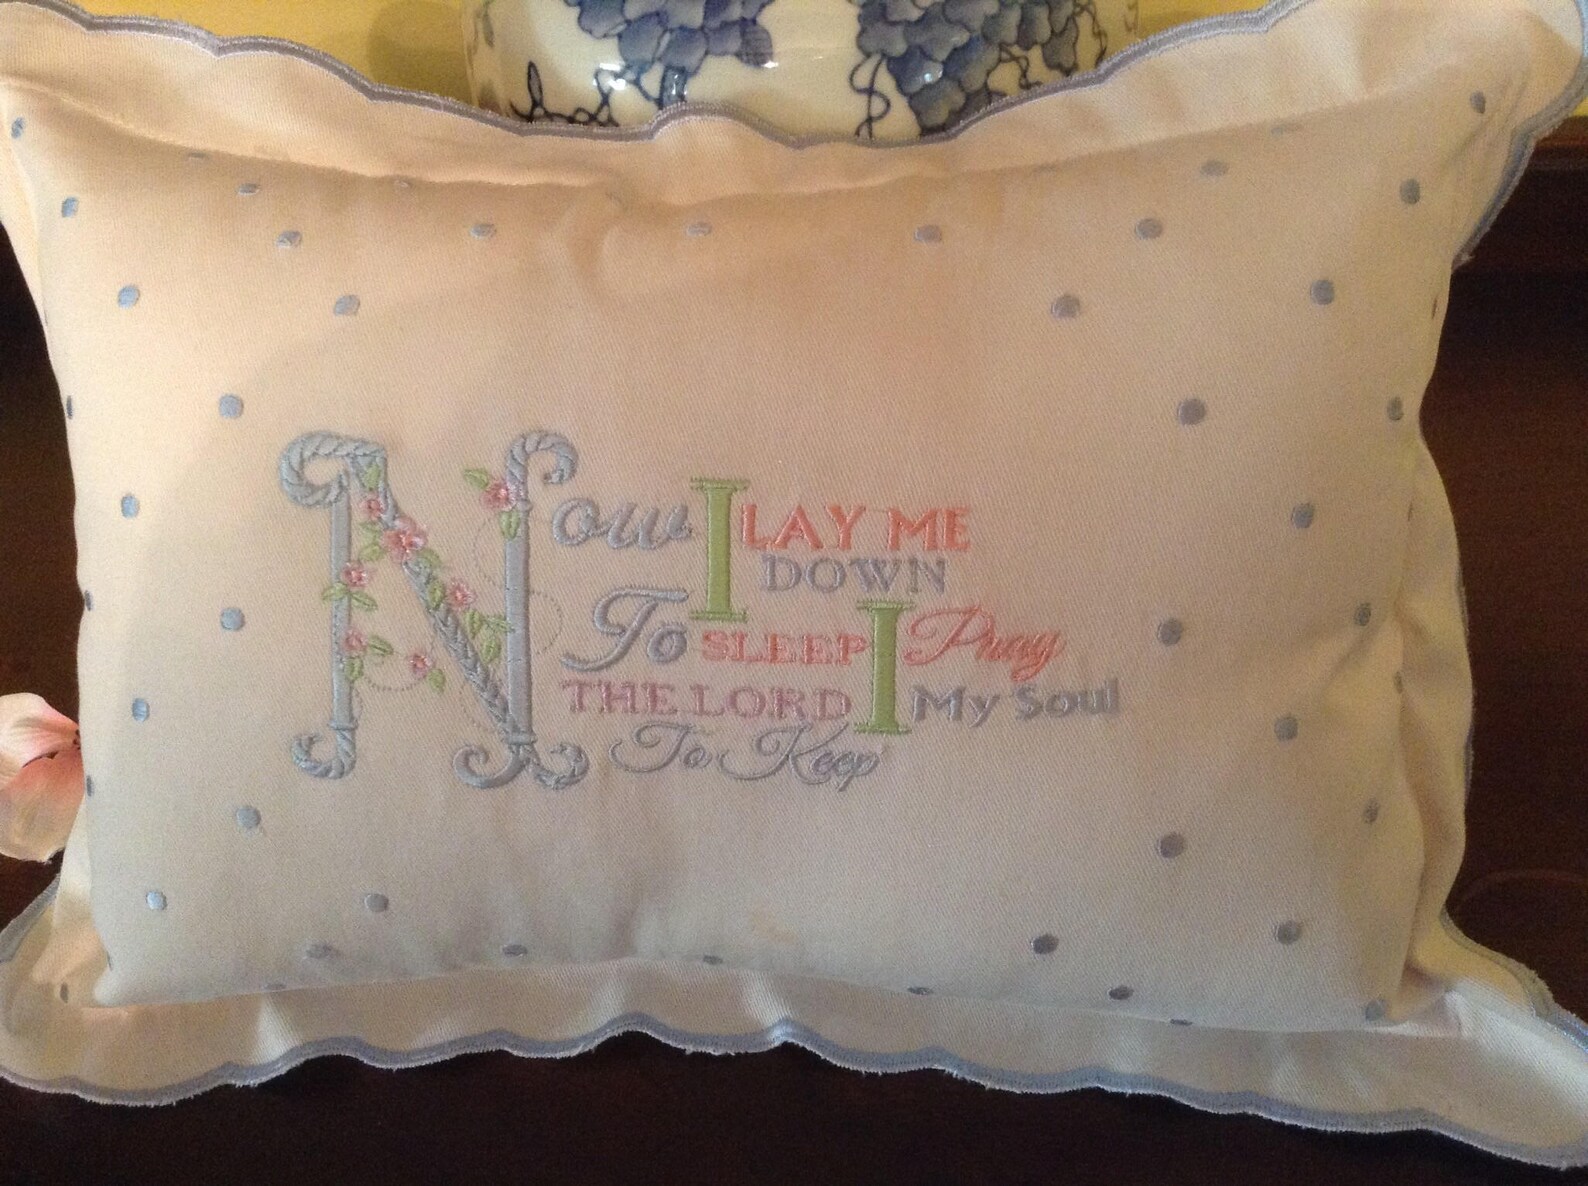 Now I LAY ME
DOWN
To SLEEP I Pray
THE LORD My Soul
To Keep